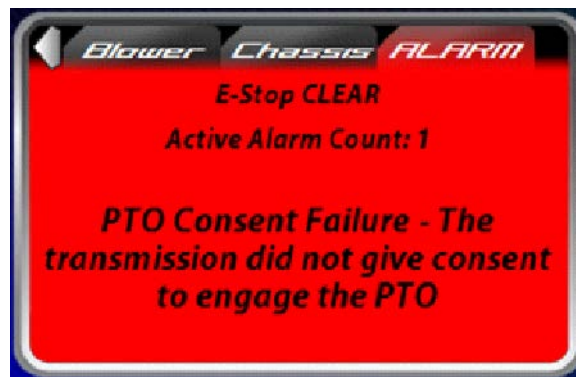 Blower Chassis ALARM
E-Stop CLEAR
Active Alarm Count: 1
PTO Consent Failure - The
transmission did not give consent
to engage the PTO